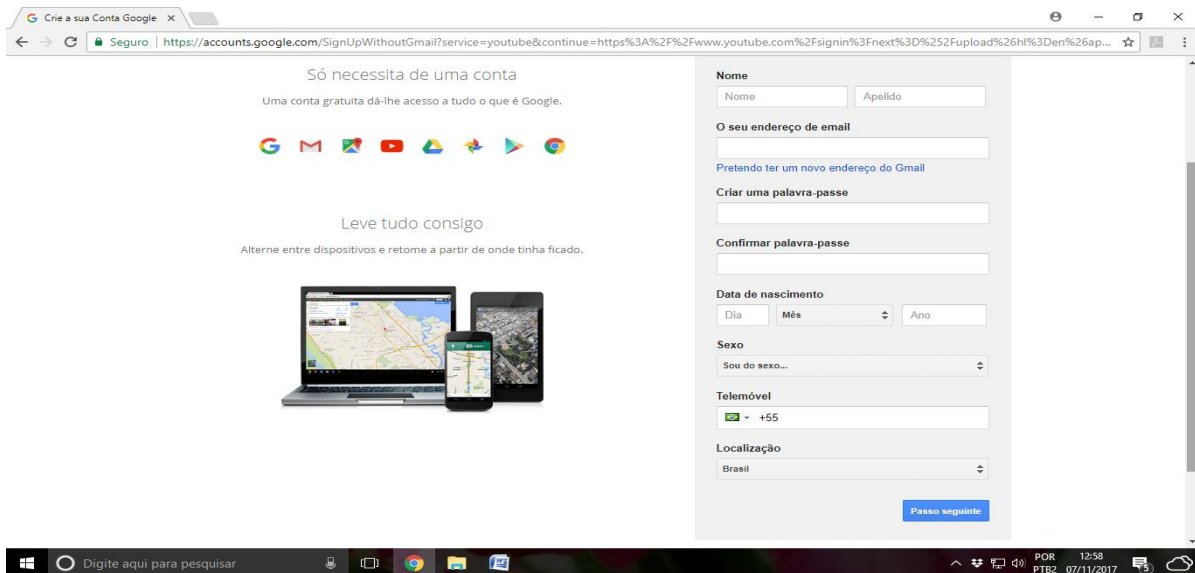 Crie a sua Conta Google
Seguro | https://accounts.google.com/SignUpWithoutGmail?service=youtube&continue=https%3A%2F%2Fwww.youtube.com%2Fsignin%3Fnext%3D%252Fupload%26hl%3Den%26ap...
Só necessita de uma conta
Uma conta gratuita dá-lhe acesso a tudo o que é Google.
Leve tudo consigo
Alterne entre dispositivos e retome a partir de onde tinha ficado.
Nome
Nome Apelido
O seu endereço de email
Pretendo ter um novo endereço do Gmail
Criar uma palavra-passe
Confirmar palavra-passe
Data de nascimento
Dia Mês Ano
Sexo
Sou do sexo...
Telemóvel
+55
Localização
Brasil
Passo seguinte
Digite aqui para pesquisar
POR 12:58
PTB2 07/11/2017 5